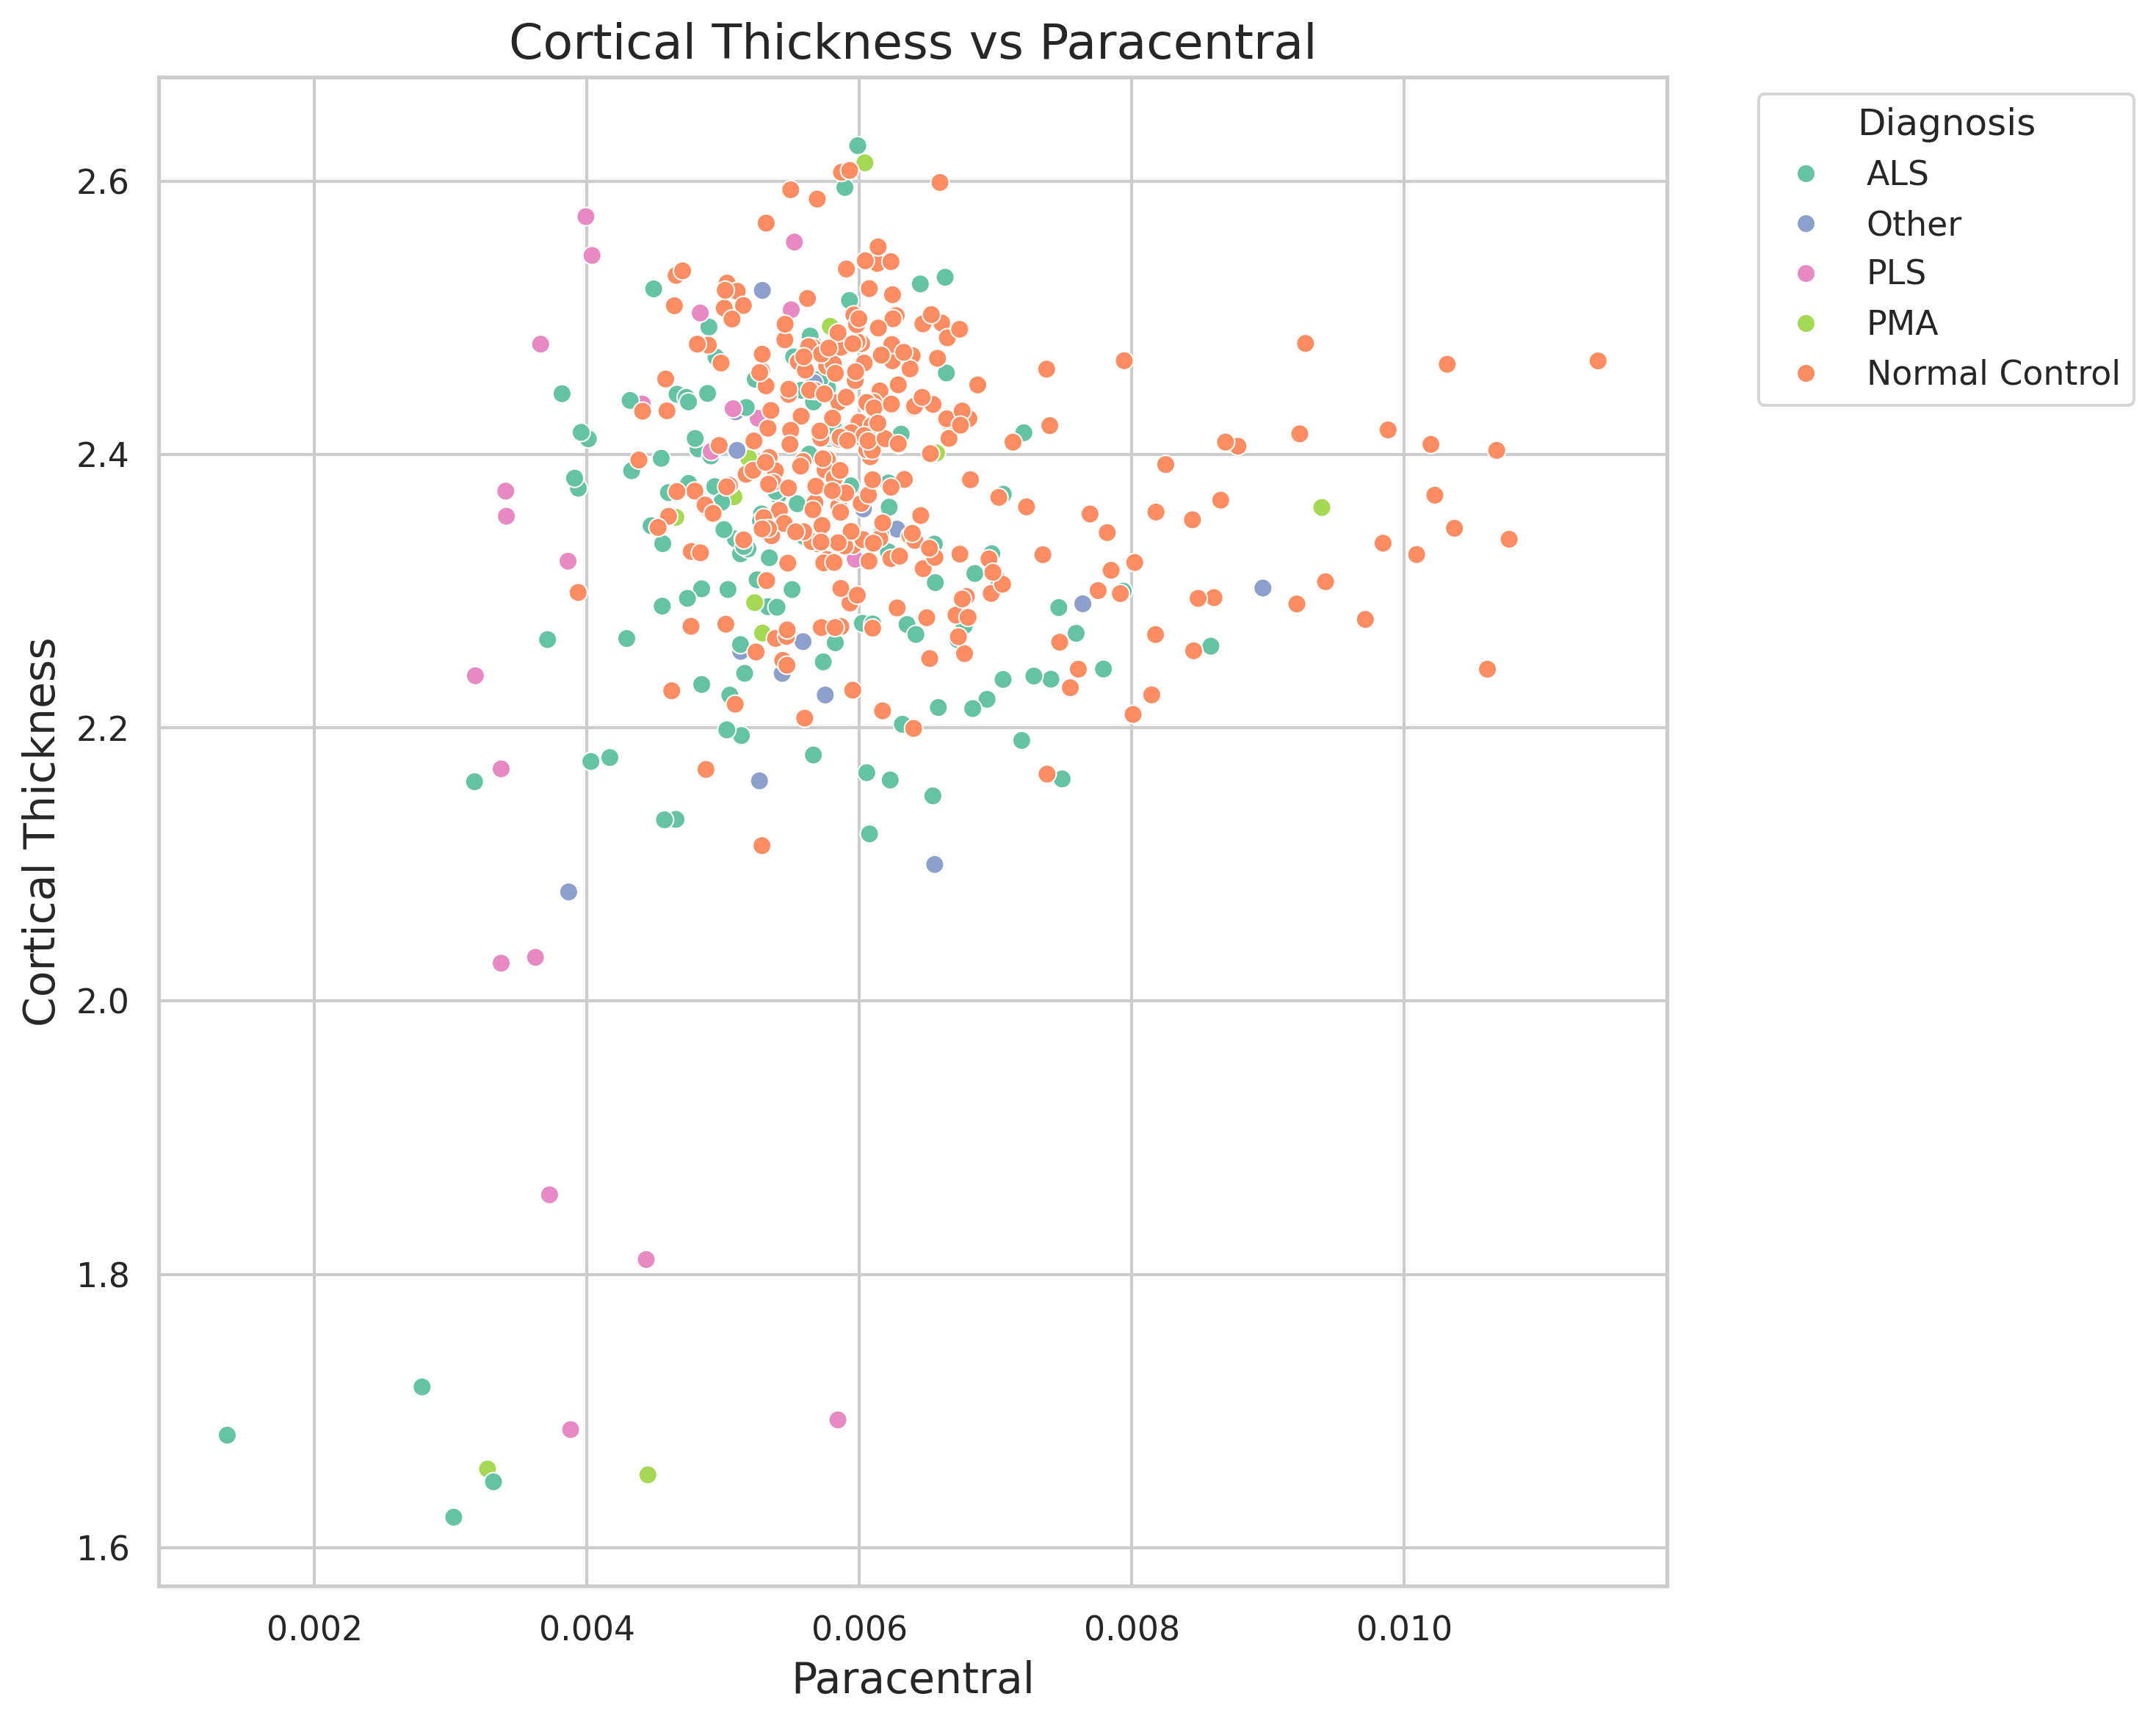 Cortical Thickness vs Paracentral
Diagnosis
ALS
Other
PLS
PMA
Normal Control
Cortical Thickness
2.6
2.4
2.2
2.0
1.8
1.6
0.002 0.004 0.006 0.008 0.010
Paracentral